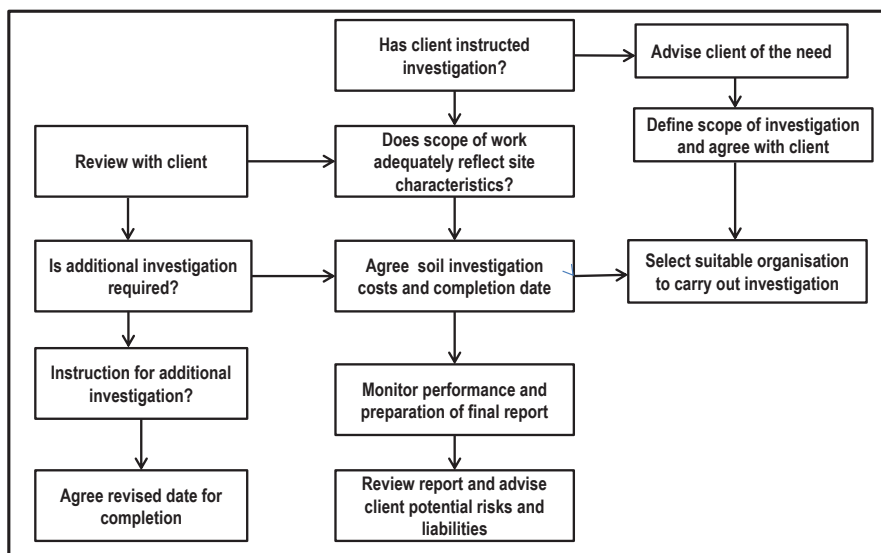 Has client instructed
investigation?
Advise client of the need
Define scope of investigation
and agree with client
Review with client
Does scope of work
adequately reflect site
characteristics?
Is additional investigation
required?
Agree soil investigation
costs and completion date
Select suitable organisation
to carry out investigation
Instruction for additional
investigation?
Monitor performance and
preparation of final report
Agree revised date for
completion
Review report and advise
client potential risks and
liabilities